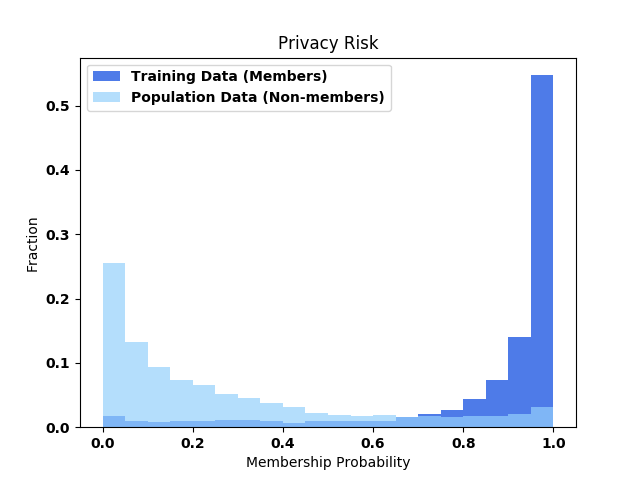 Privacy Risk
Training Data (Members)
Population Data (Non-members)
Fraction
0.5
0.4
0.3
0.2
0.1
0.0
0.0 0.2 0.4 0.6 0.8 1.0
Membership Probability